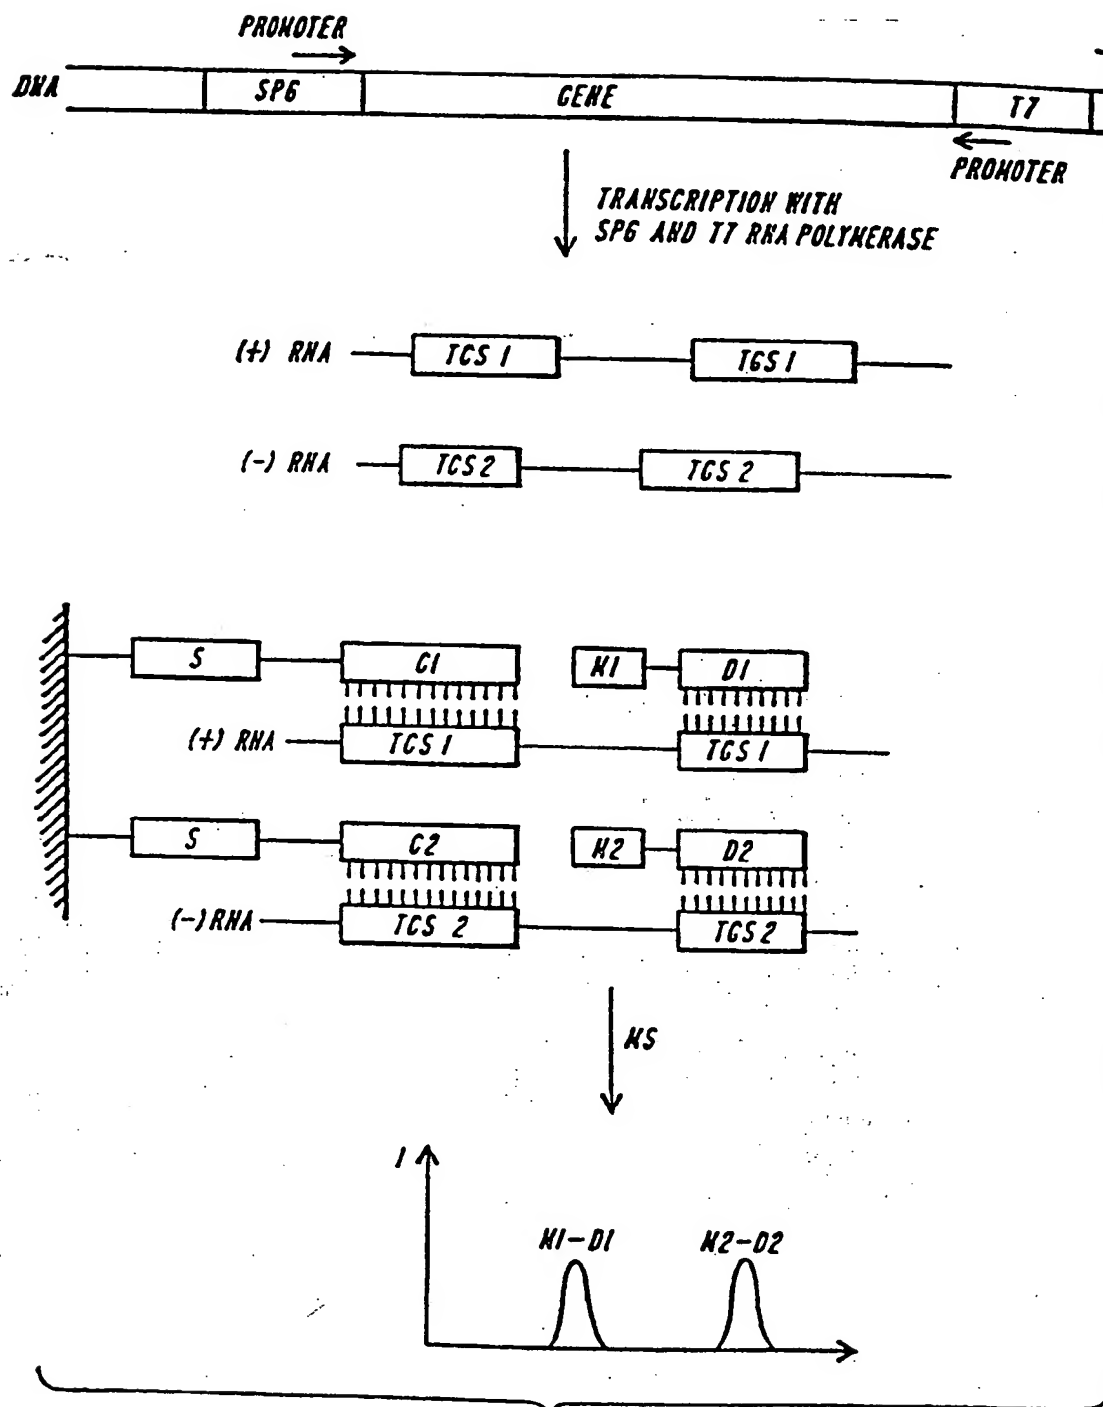 PROMOTER
DNA SP6 GENE T7
PROMOTER
TRANSCRIPTION WITH
SP6 AND T7 RNA POLYMERASE
(+) RNA TCS 1 TCS 1
(-) RNA TCS 2 TCS 2
S C1 M1 D1
(+) RNA TCS 1 TCS 1
S C2 M2 D2
(-) RNA TCS 2 TCS 2
MS
I
M1-D1 M2-D2